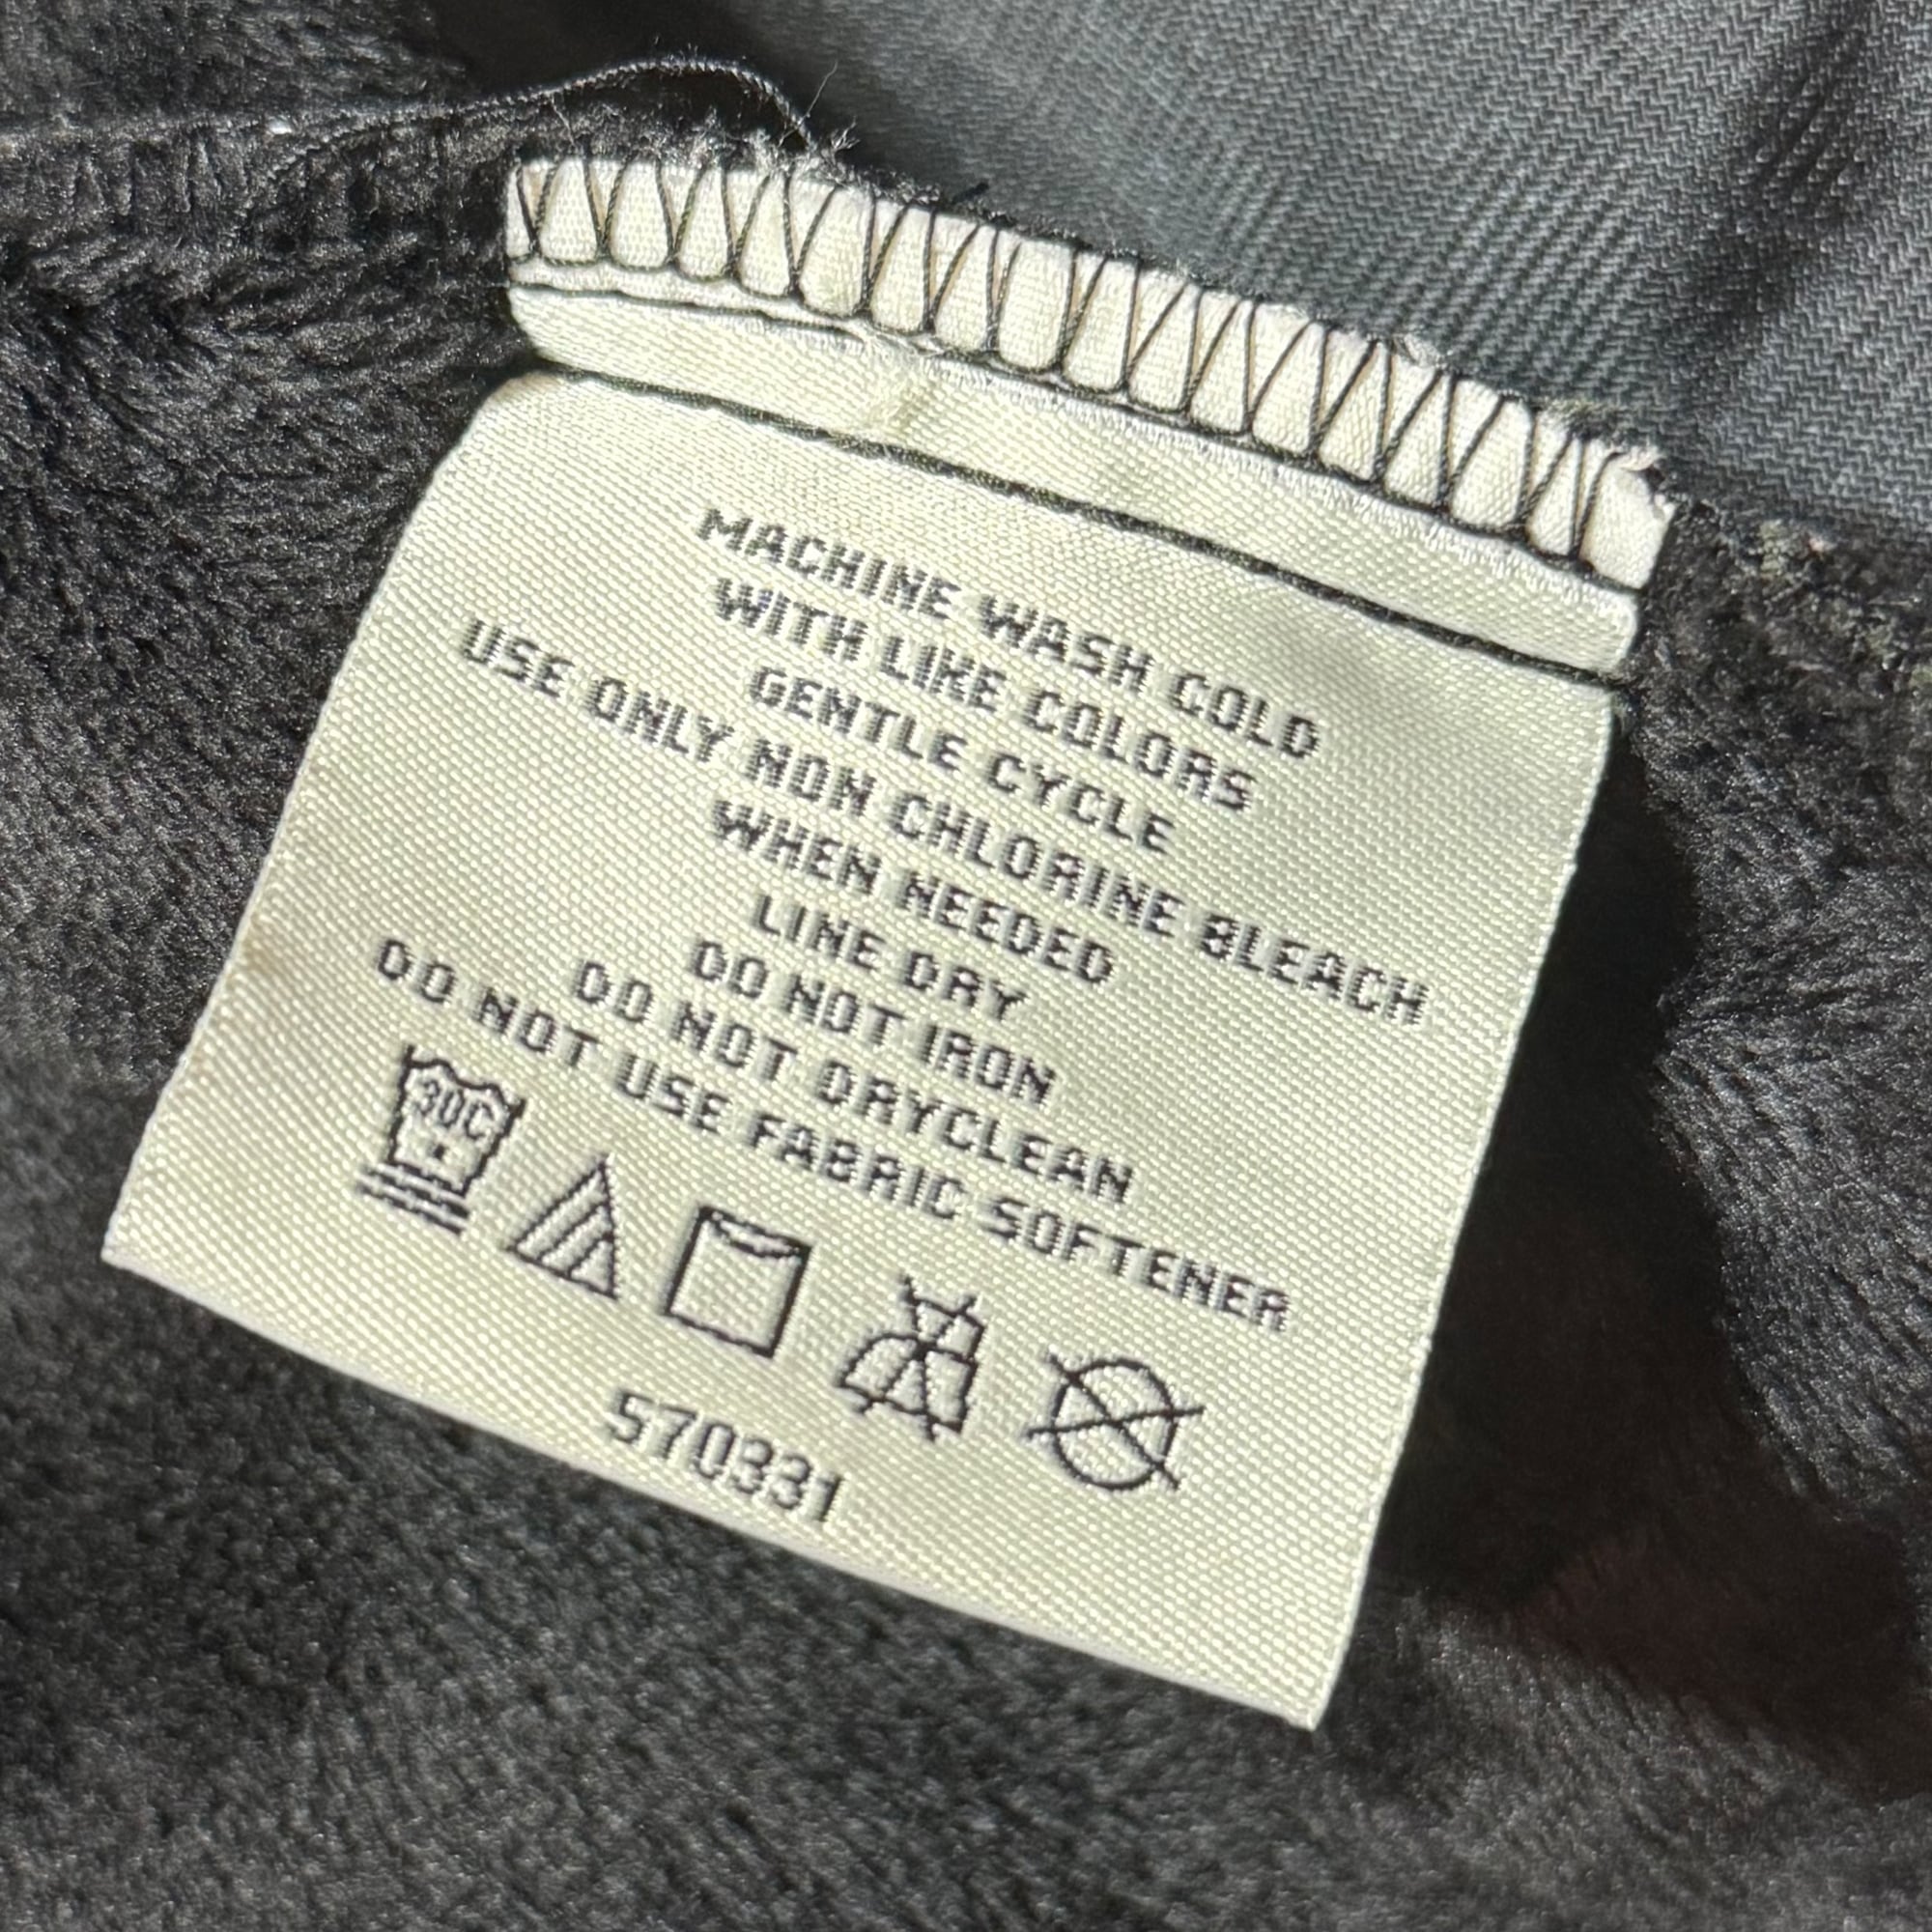 MACHINE WASH COLD
WITH LIKE COLORS
GENTLE CYCLE
USE ONLY NON CHLORINE BLEACH
WHEN NEEDED
LINE DRY
DO NOT IRON
DO NOT DRYCLEAN
DO NOT USE FABRIC SOFTENER
30C
570331